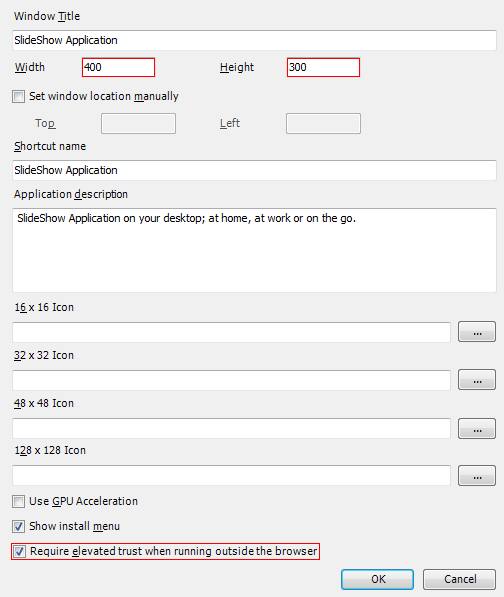 Window Title
SlideShow Application
Width 400 Height 300
Set window location manually
Top Left
Shortcut name
SlideShow Application
Application description
SlideShow Application on your desktop; at home, at work or on the go.
16 x 16 Icon
...
32 x 32 Icon
...
48 x 48 Icon
...
128 x 128 Icon
...
Use GPU Acceleration
Show install menu
Require elevated trust when running outside the browser
OK Cancel